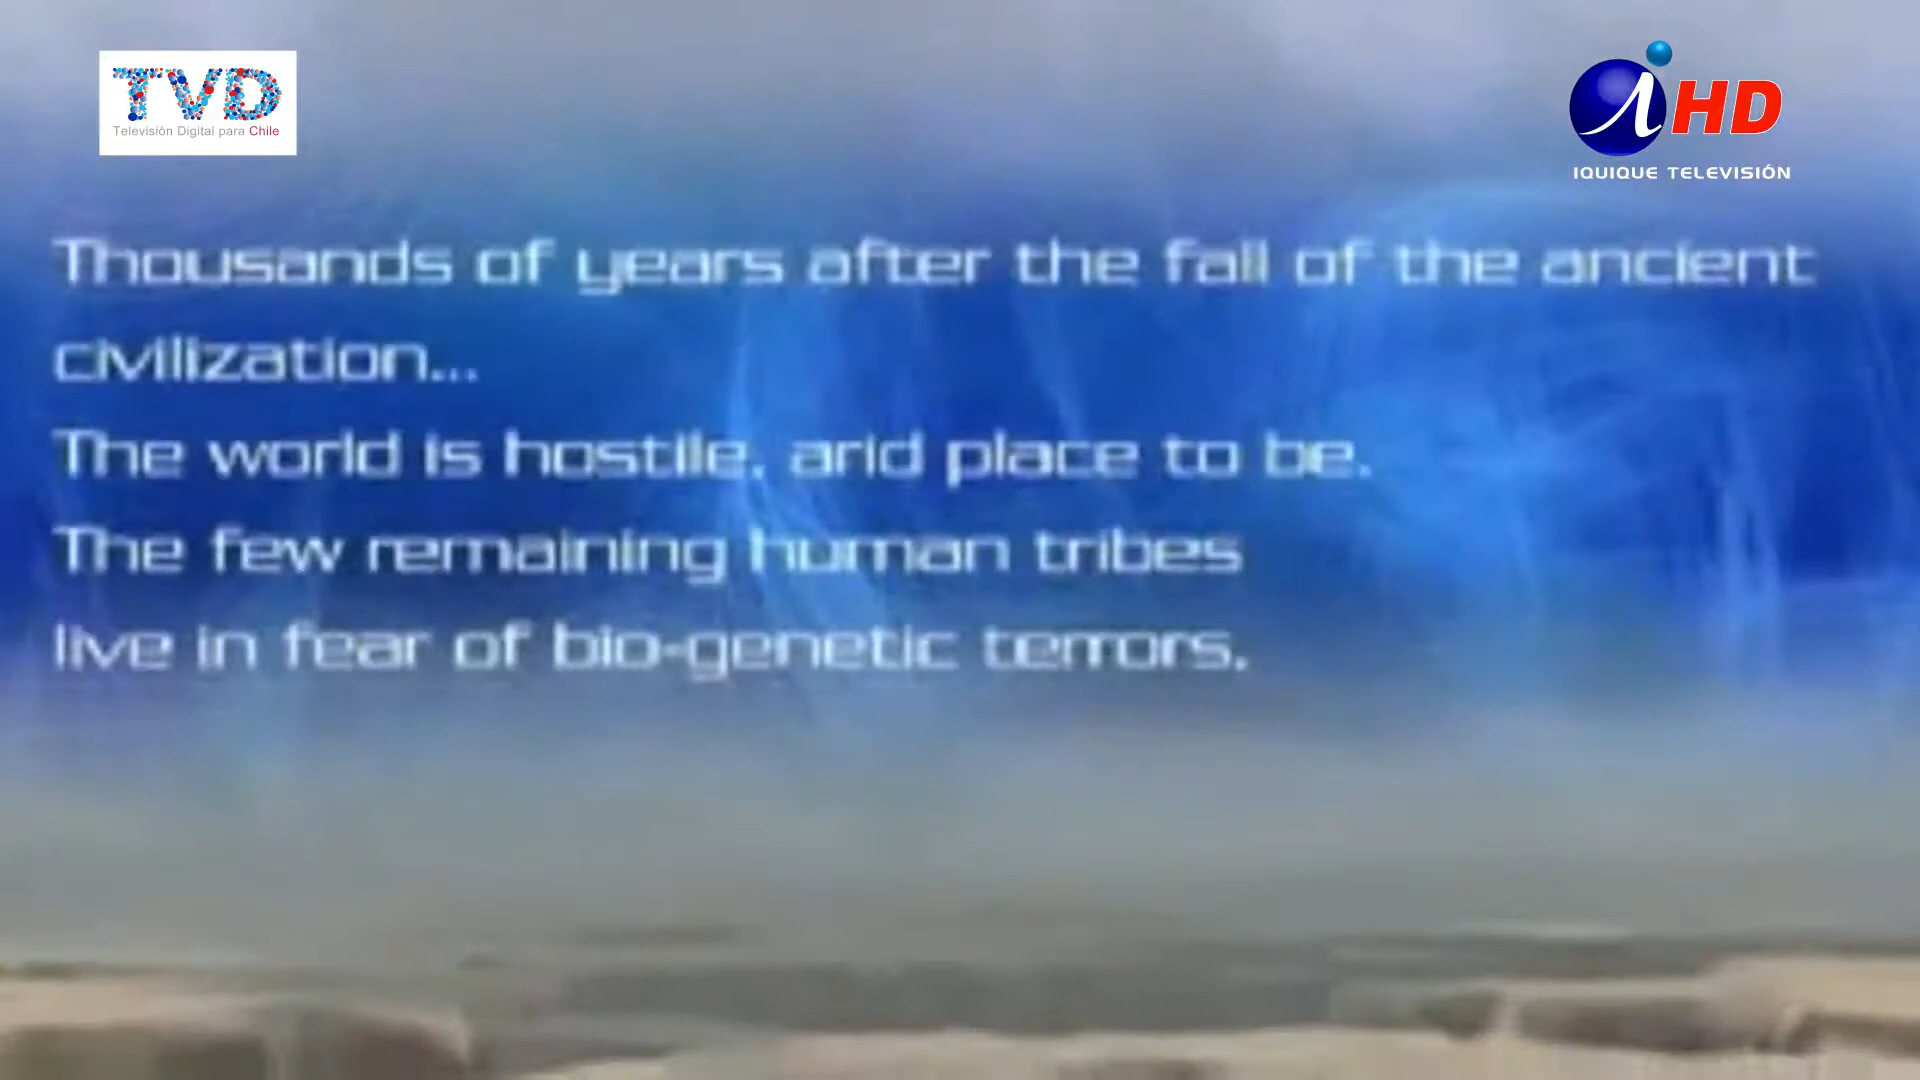 TVD
Televisión Digital para Chile
i HD
IQUIQUE TELEVISIÓN
Thousands of years after the fall of the ancient
civilization...
The world is hostile, arid place to be.
The few remaining human tribes
live in fear of bio-genetic terrors.